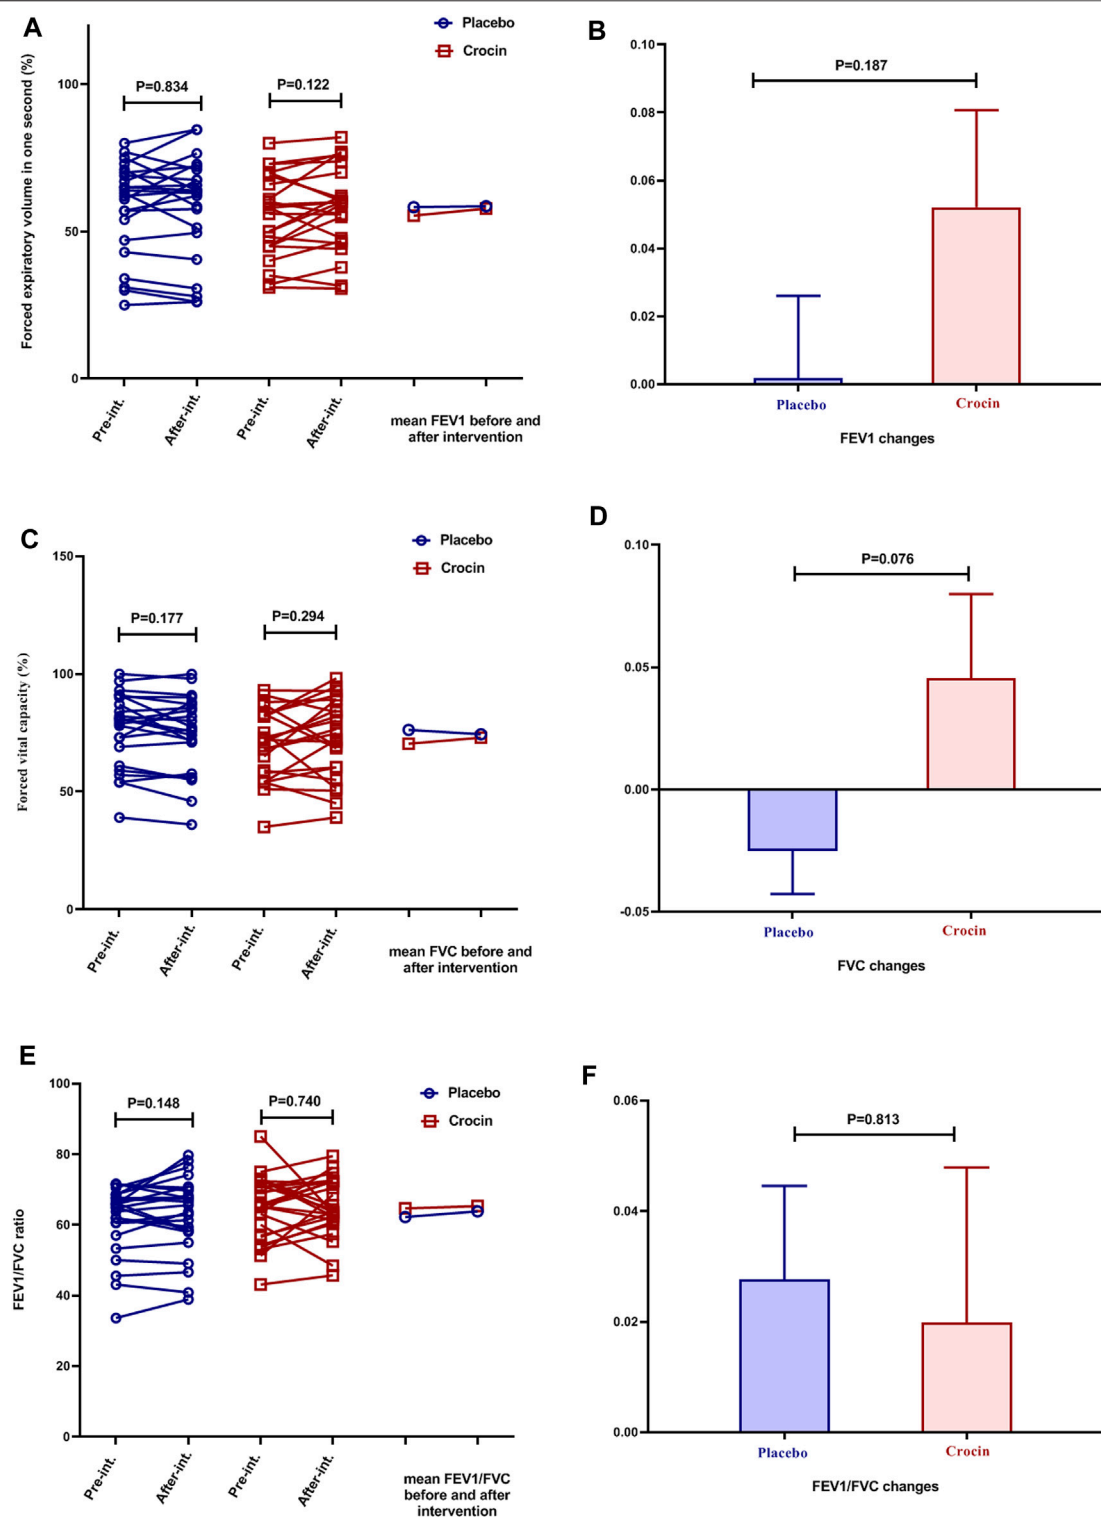 A
Placebo
Crocin
Forced expiratory volume in one second (%)
100
50
0
P=0.834
P=0.122
Pre-int.
After-int.
Pre-int.
After-int.
mean FEV1 before and
after intervention
B
0.10
0.08
0.06
0.04
0.02
0.00
P=0.187
Placebo
Crocin
FEV1 changes
C
Placebo
Crocin
Forced vital capacity (%)
150
100
50
0
P=0.177
P=0.294
Pre-int.
After-int.
Pre-int.
After-int.
mean FVC before and
after intervention
D
0.10
0.05
0.00
-0.05
P=0.076
Placebo
Crocin
FVC changes
E
Placebo
Crocin
FEV1/FVC ratio
100
80
60
40
20
0
P=0.148
P=0.740
Pre-int.
After-int.
Pre-int.
After-int.
mean FEV1/FVC
before and after
intervention
F
0.06
0.04
0.02
0.00
P=0.813
Placebo
Crocin
FEV1/FVC changes